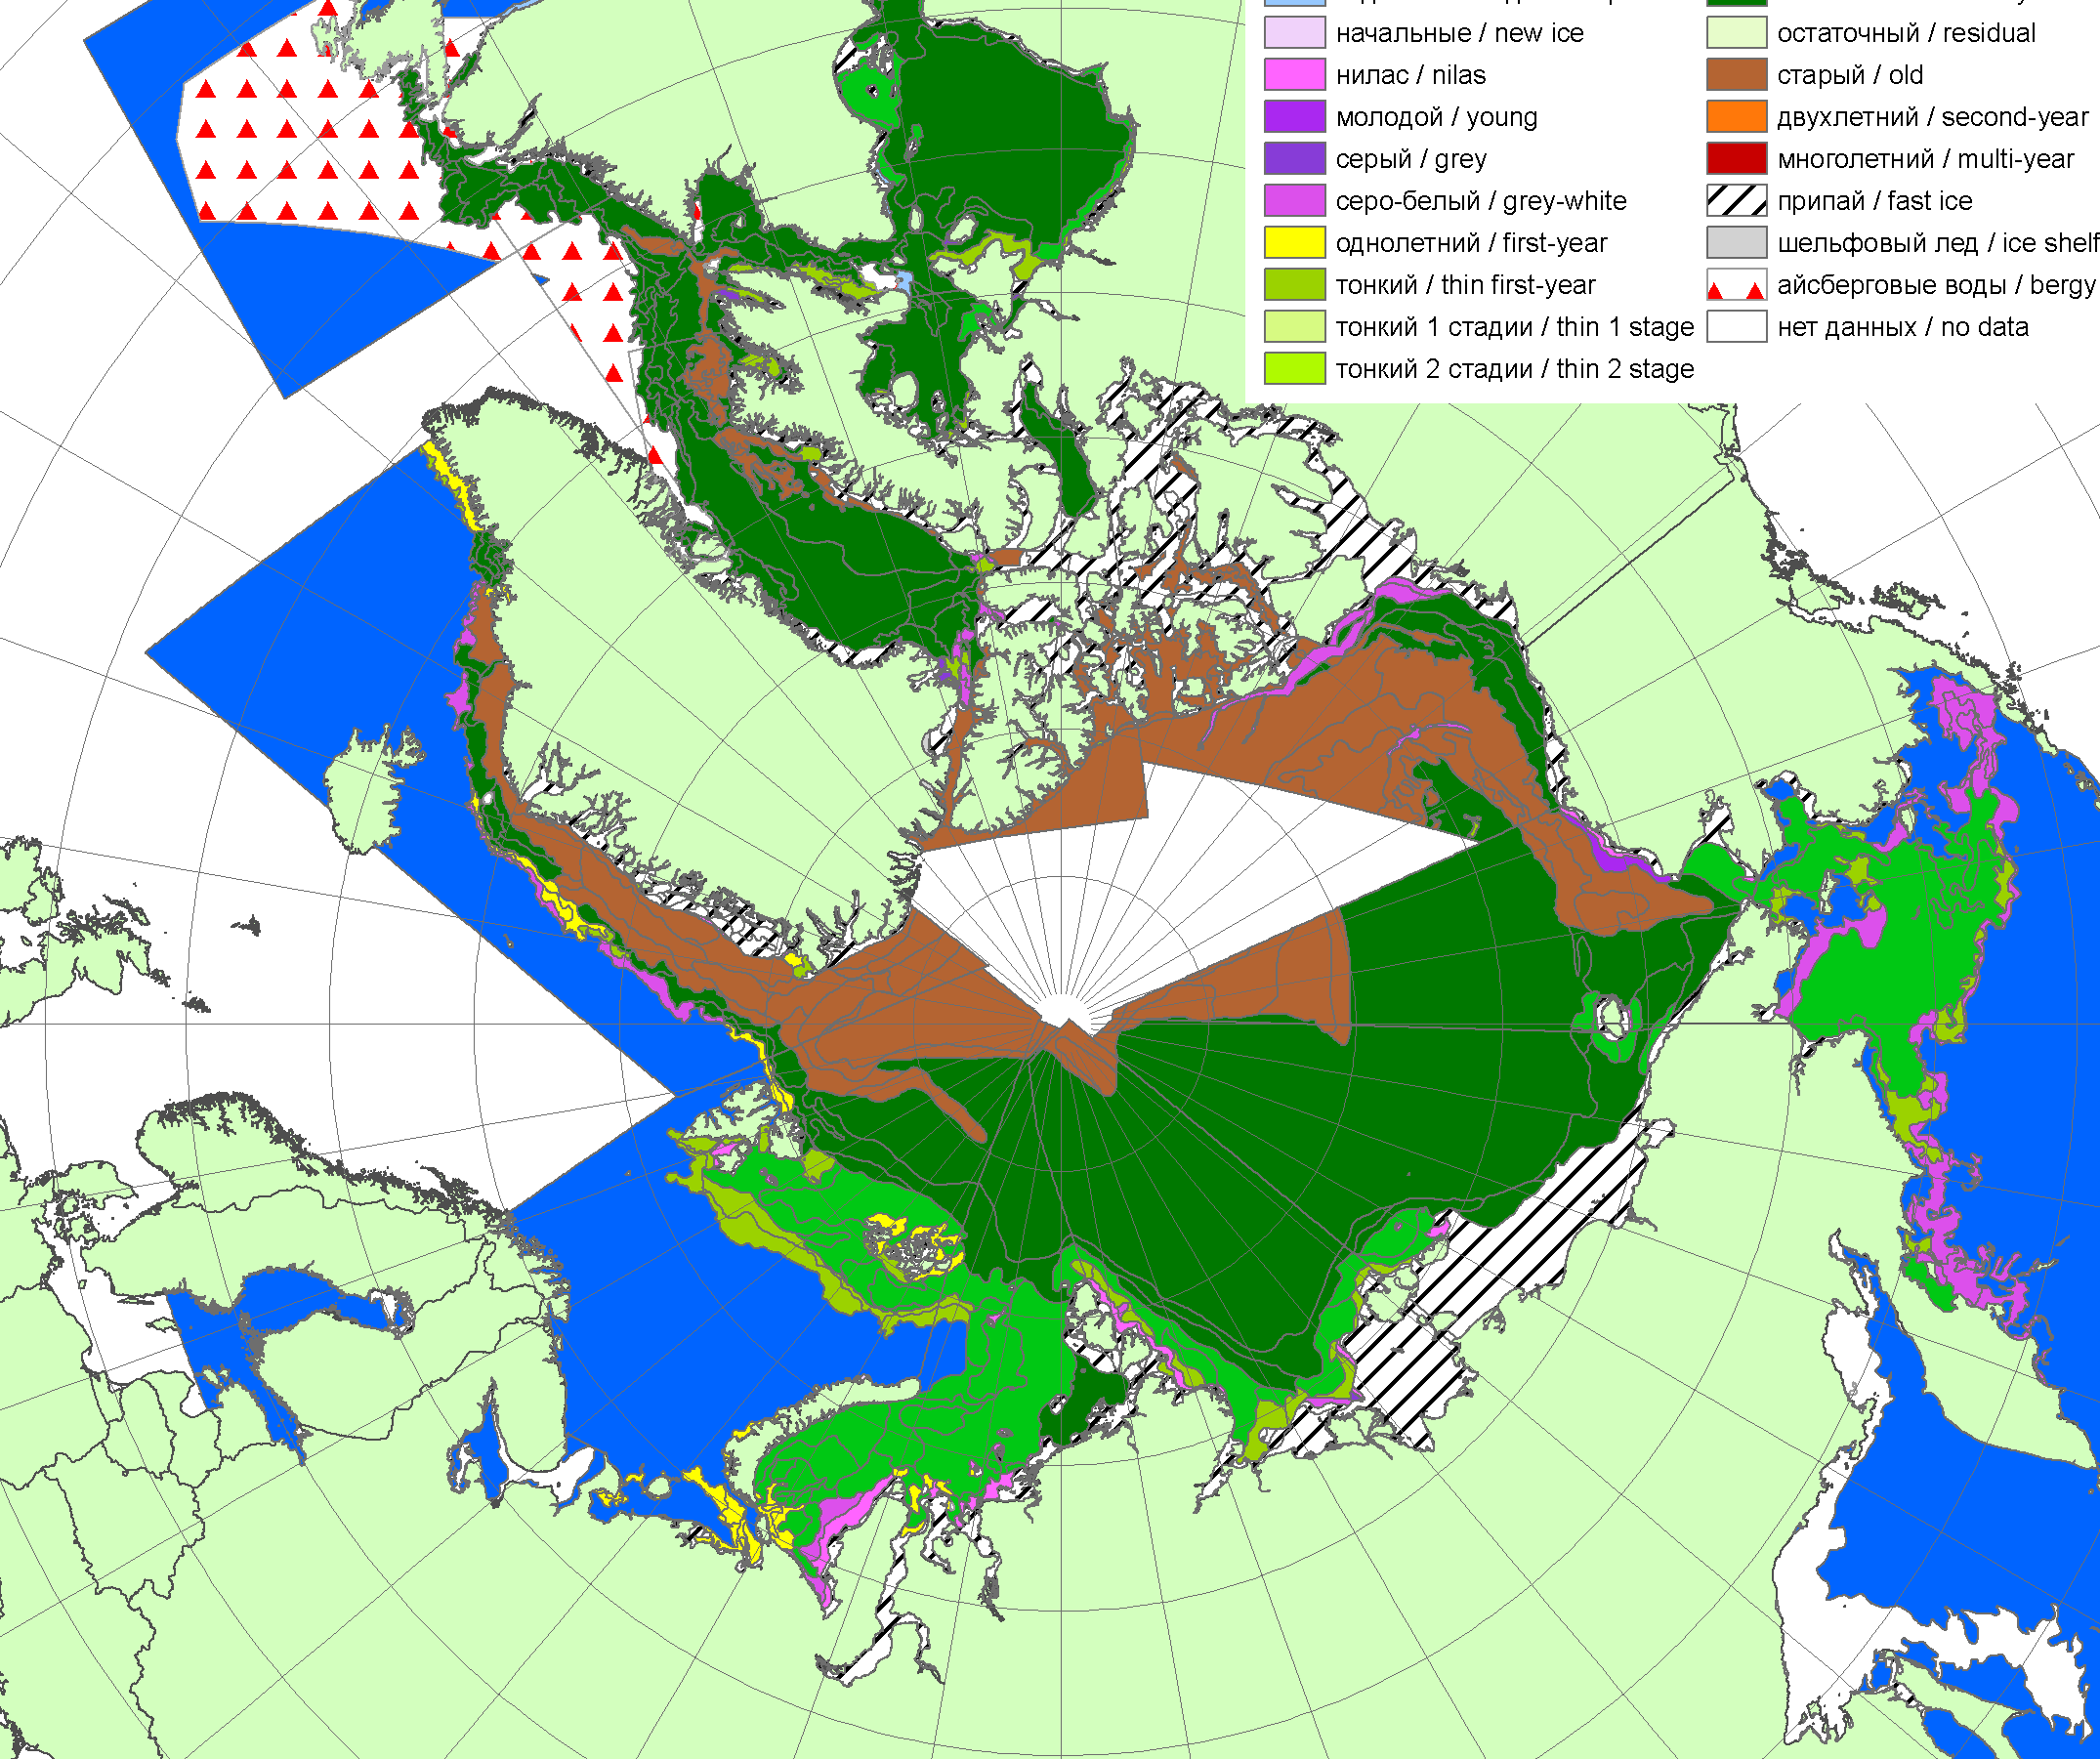 начальные / new ice
нилас / nilas
молодой / young
серый / grey
серо-белый / grey-white
однолетний / first-year
тонкий / thin first-year
тонкий 1 стадии / thin 1 stage
тонкий 2 стадии / thin 2 stage
остаточный / residual
старый / old
двухлетний / second-year
многолетний / multi-year
припай / fast ice
шельфовый лед / ice shelf
айсберговые воды / bergy
нет данных / no data